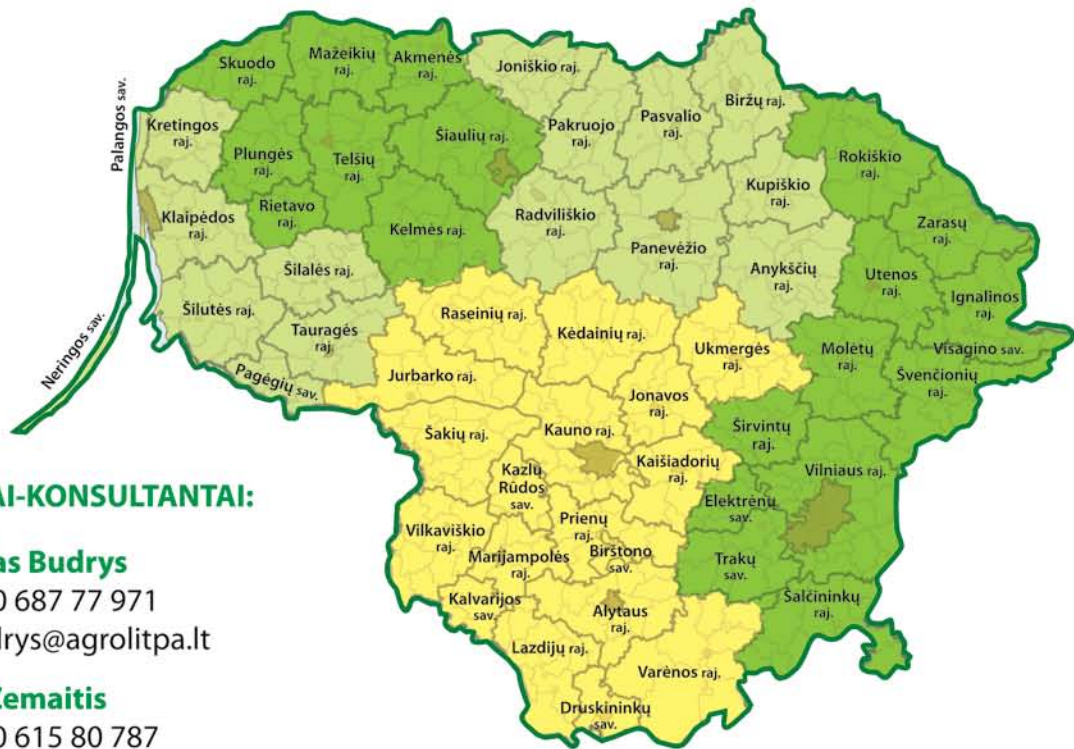 Skuodo
raj.
Mažeikių
raj.
Akmenės
raj.
Joniškio raj.
Pakruojo
raj.
Pasvalio
raj.
Biržų raj.
Palangos sav.
Kretingos
raj.
Plungės
raj.
Telšių
raj.
Šiaulių raj.
Rokiškio
raj.
Klaipėdos
raj.
Rietavo
raj.
Kelmės raj.
Radviliškio
raj.
Panevėžio
raj.
Kupiškio
raj.
Zarasų
raj.
Šilalės raj.
Anykščių
raj.
Utenos
raj.
Ignalinos
raj.
Šilutės raj.
Tauragės
raj.
Raseinių raj.
Kėdainių raj.
Ukmergės
raj.
Molėtų
raj.
Visagino sav.
Švenčionių
raj.
Neringos sav.
Pagėgių sav.
Jurbarko raj.
Jonavos
raj.
Šakių raj.
Kauno raj.
Širvintų
raj.
Kaišiadorių
raj.
Vilniaus raj.
Kazlų
Rūdos
sav.
Elektrėnų
sav.
Vilkaviškio
raj.
Prienų
raj.
Marijampolės
raj.
Birštono
sav.
Trakų
sav.
Kalvarijos
sav.
Alytaus
raj.
Šalčininkų
raj.
Lazdijų raj.
Varėnos raj.
Druskininkų
sav.
AI-KONSULTANTAI:
as Budrys
0 687 77 971
drys@agrolitpa.lt
Žemaitis
0 615 80 787